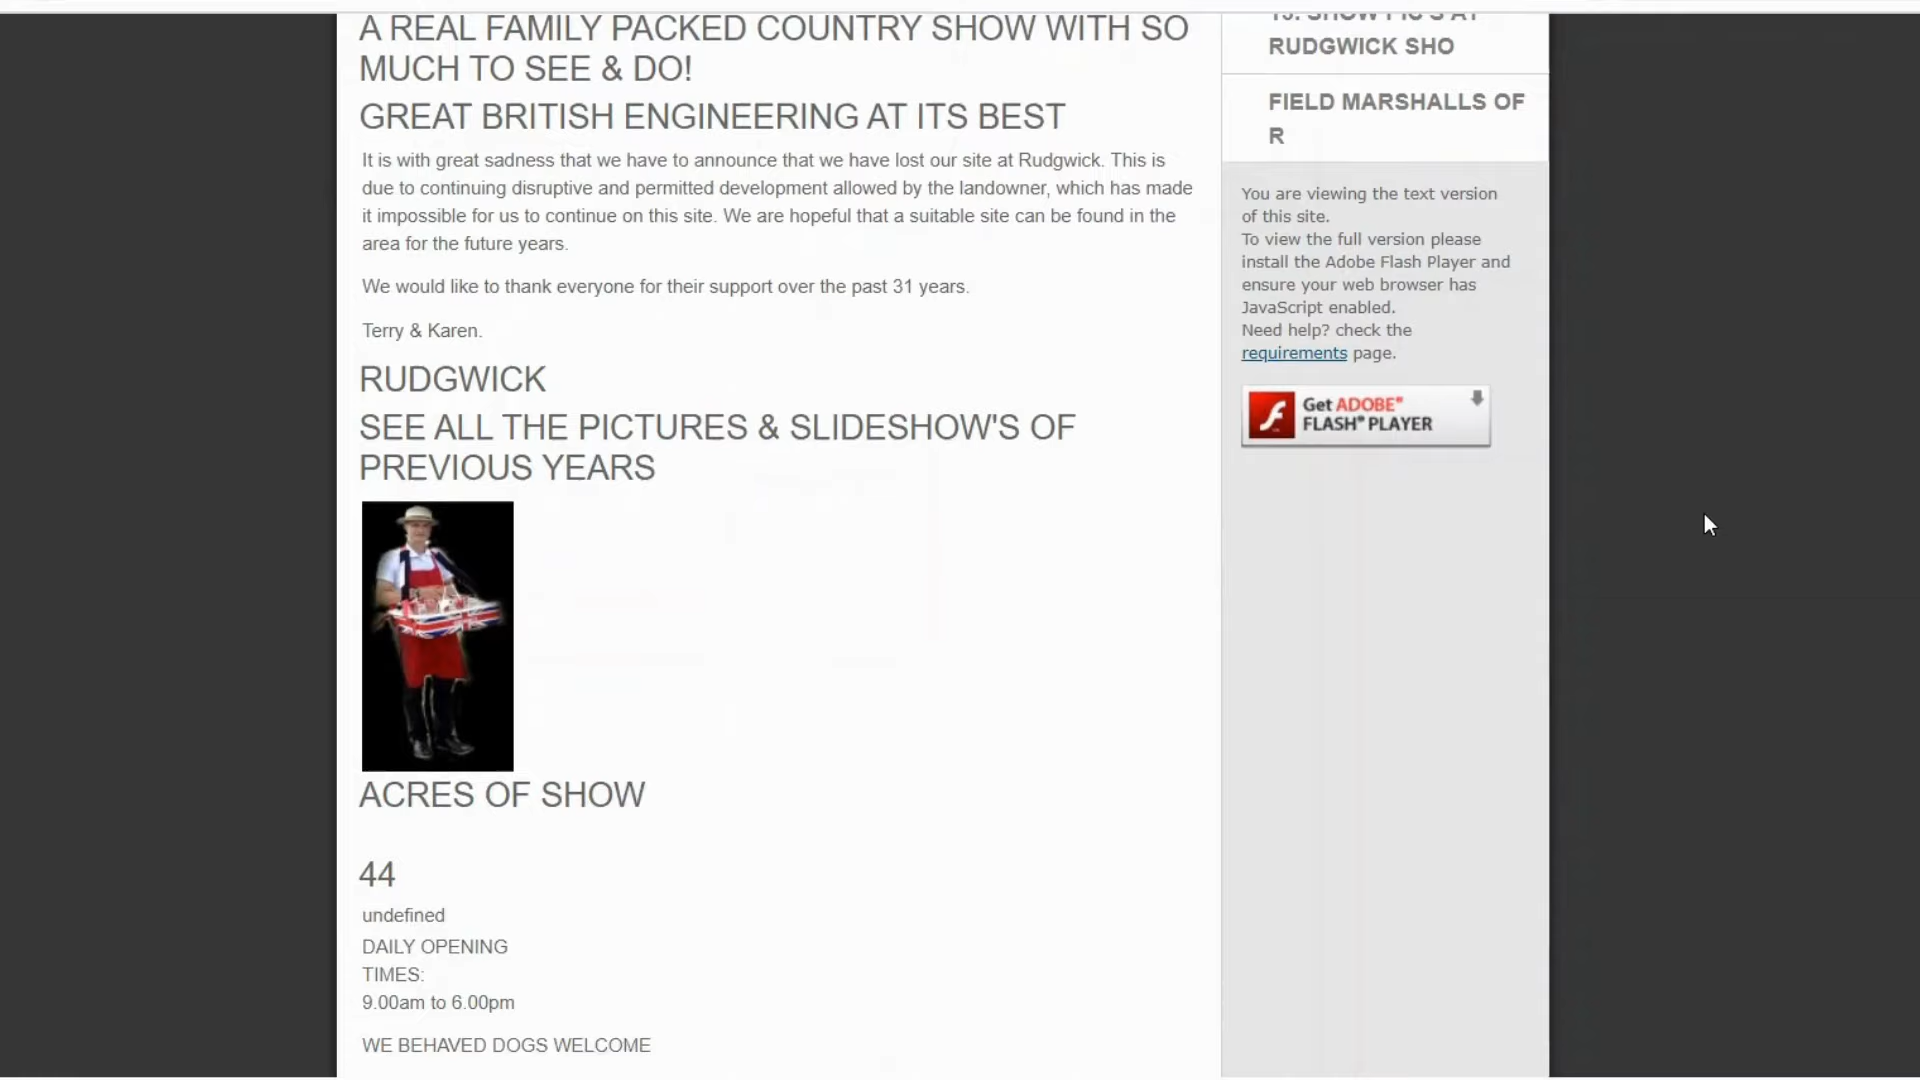 A REAL FAMILY PACKED COUNTRY SHOW WITH SO
MUCH TO SEE & DO!
GREAT BRITISH ENGINEERING AT ITS BEST
It is with great sadness that we have to announce that we have lost our site at Rudgwick. This is
due to continuing disruptive and permitted development allowed by the landowner, which has made
it impossible for us to continue on this site. We are hopeful that a suitable site can be found in the
area for the future years.
We would like to thank everyone for their support over the past 31 years.
Terry & Karen.
RUDGWICK
SEE ALL THE PICTURES & SLIDESHOW'S OF
PREVIOUS YEARS
ACRES OF SHOW
44
undefined
DAILY OPENING
TIMES:
9.00am to 6.00pm
WE BEHAVED DOGS WELCOME
SHOW PIC'S AT
RUDGWICK SHO
FIELD MARSHALLS OF
R
You are viewing the text version
of this site.
To view the full version please
install the Adobe Flash Player and
ensure your web browser has
JavaScript enabled.
Need help? check the
requirements page.
Get ADOBE®
FLASH® PLAYER